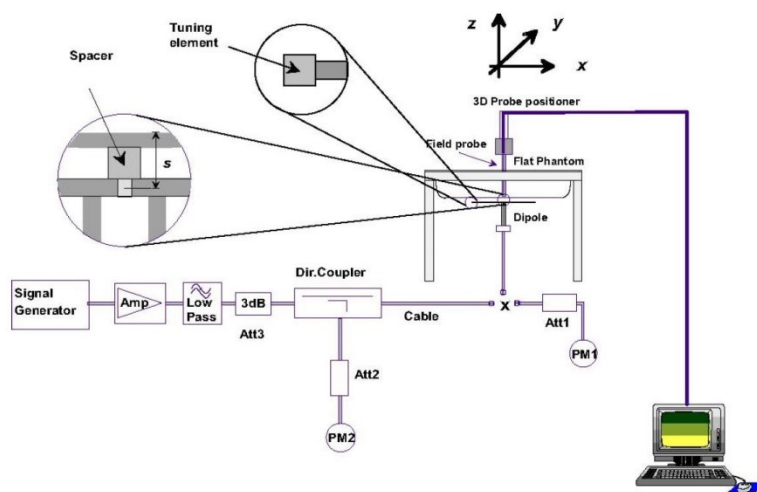 Tuning
element
Spacer
s
z
y
x
3D Probe positioner
Field probe
Flat Phantom
Dipole
Signal
Generator
Amp
Low
Pass
3dB
Att3
Dir.Coupler
Cable
x
Att1
PM1
Att2
PM2